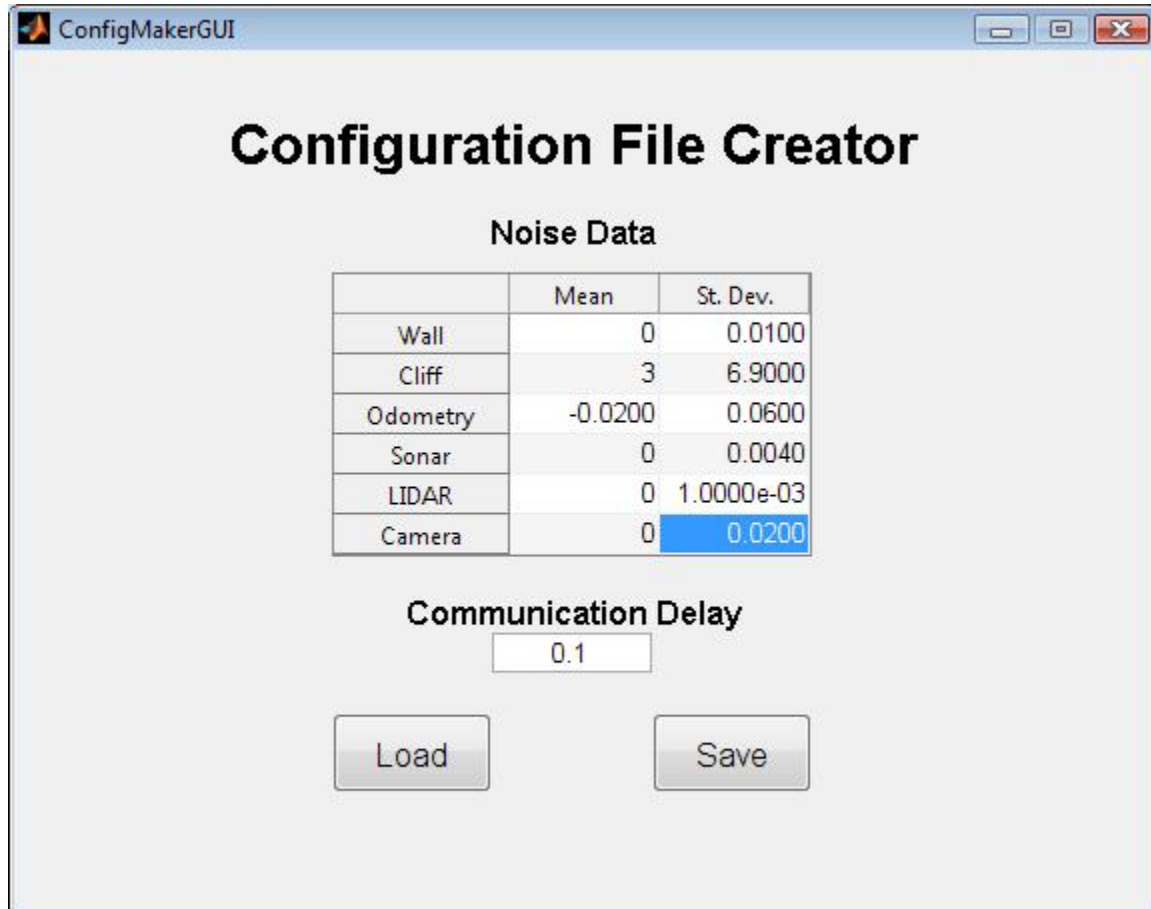 ConfigMakerGUI
Configuration File Creator
Noise Data
Mean St. Dev.
Wall 0 0.0100
Cliff 3 6.9000
Odometry -0.0200 0.0600
Sonar 0 0.0040
LIDAR 0 1.0000e-03
Camera 0 0.0200
Communication Delay
0.1
Load Save